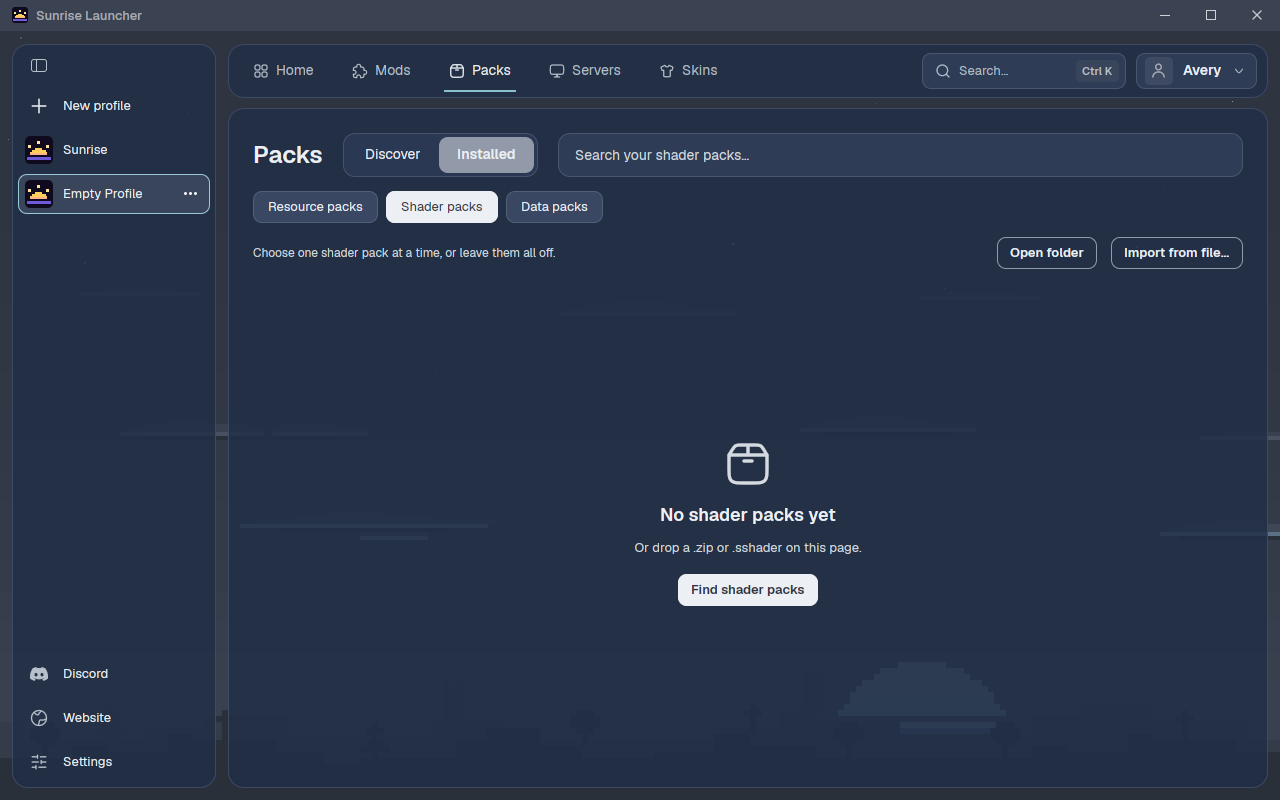 Sunrise Launcher
New profile
Sunrise
Empty Profile
Discord
Website
Settings
Home Mods Packs Servers Skins
Search... Ctrl K
Avery
Packs
Discover Installed
Search your shader packs...
Resource packs Shader packs Data packs
Choose one shader pack at a time, or leave them all off.
Open folder Import from file...
No shader packs yet
Or drop a .zip or .sshader on this page.
Find shader packs